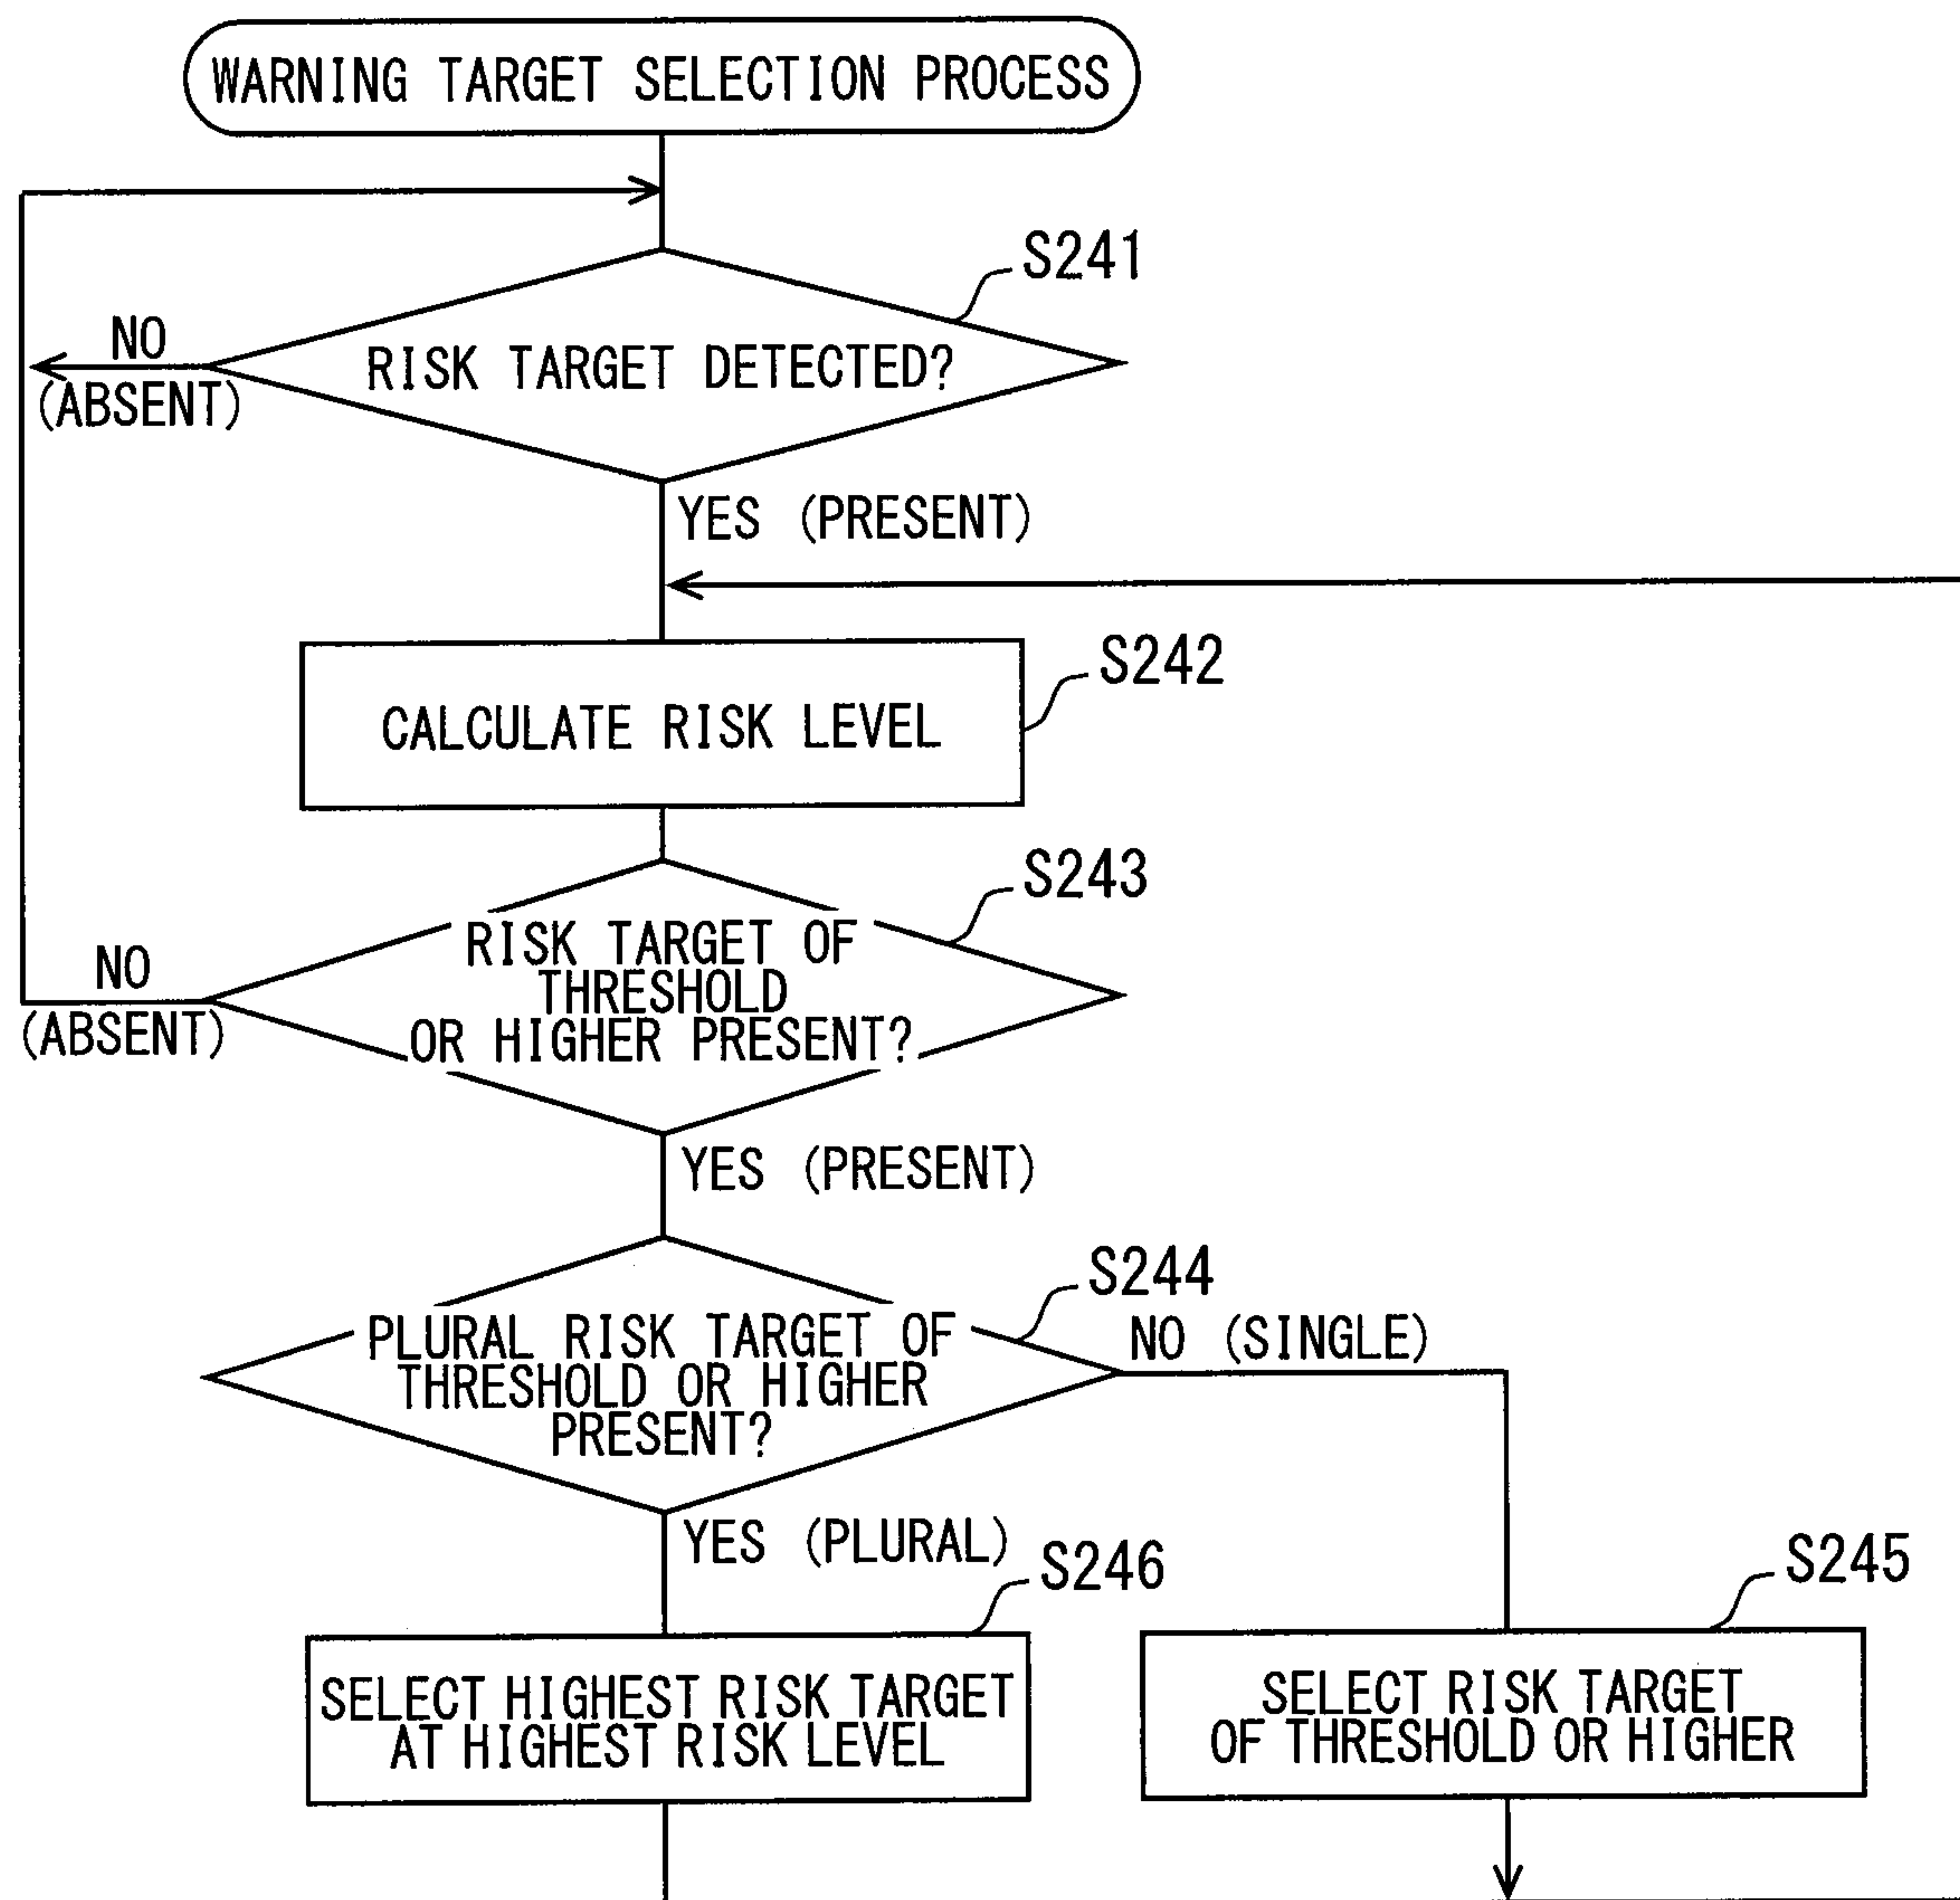 WARNING TARGET SELECTION PROCESS
S241
RISK TARGET DETECTED?
NO
(ABSENT)
YES (PRESENT)
S242
CALCULATE RISK LEVEL
S243
RISK TARGET OF
THRESHOLD
OR HIGHER PRESENT?
NO
(ABSENT)
YES (PRESENT)
S244
PLURAL RISK TARGET OF
THRESHOLD OR HIGHER
PRESENT?
NO (SINGLE)
YES (PLURAL)
S246
SELECT HIGHEST RISK TARGET
AT HIGHEST RISK LEVEL
S245
SELECT RISK TARGET
OF THRESHOLD OR HIGHER